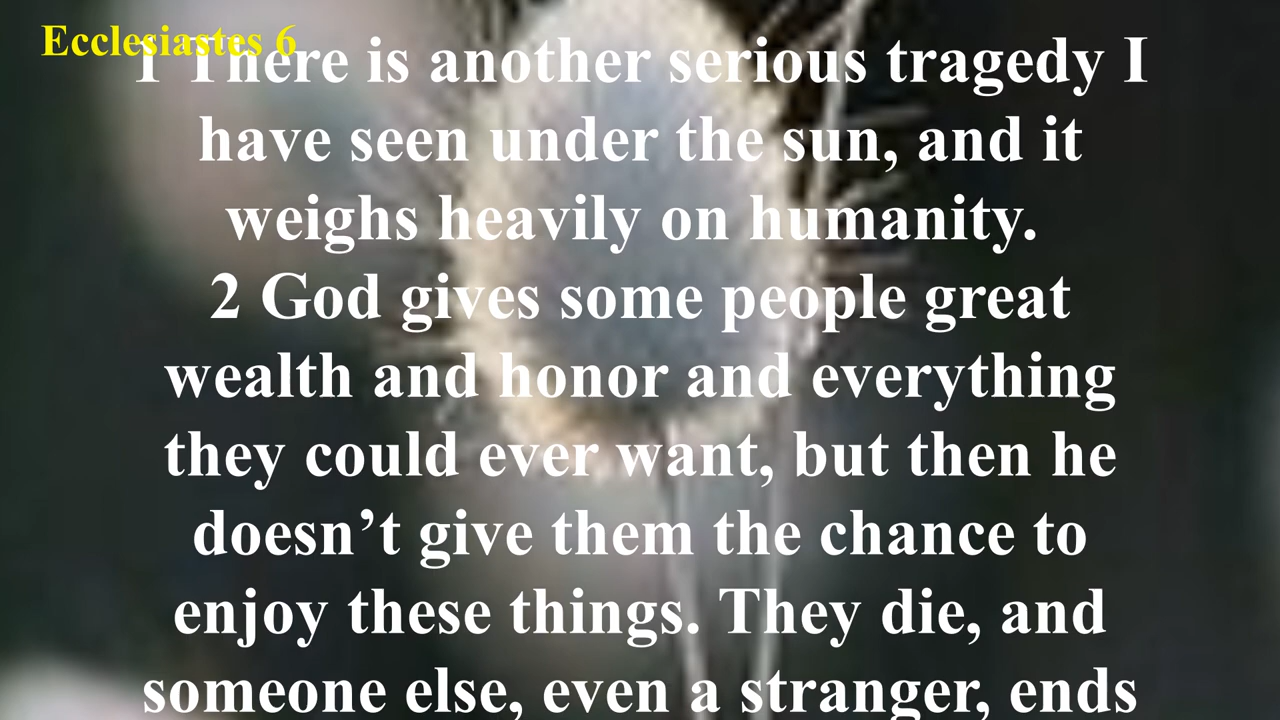 Ecclesiastes 6
1 There is another serious tragedy I
have seen under the sun, and it
weighs heavily on humanity.
2 God gives some people great
wealth and honor and everything
they could ever want, but then he
doesn’t give them the chance to
enjoy these things. They die, and
someone else, even a stranger, ends